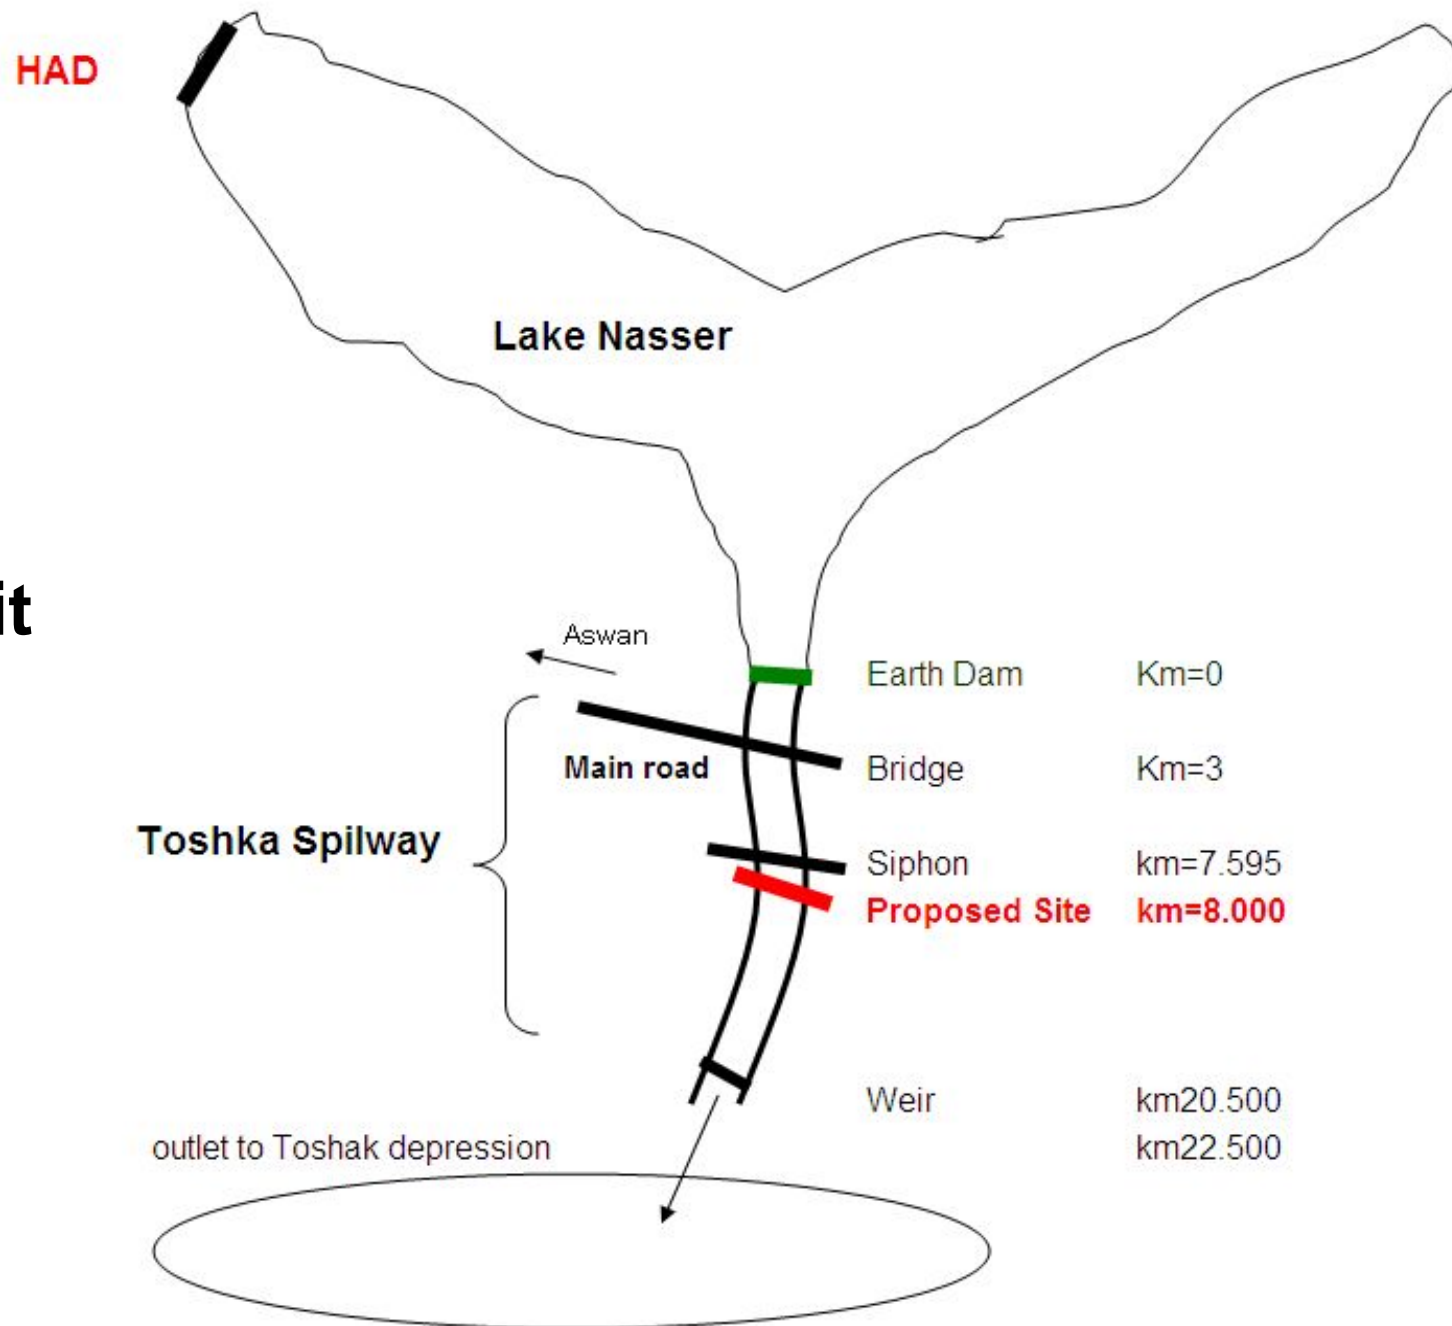 HAD
Lake Nasser
it
Aswan
Earth Dam Km=0
Main road
Bridge Km=3
Toshka Spilway
Siphon km=7.595
Proposed Site km=8.000
Weir km20.500
outlet to Toshak depression km22.500